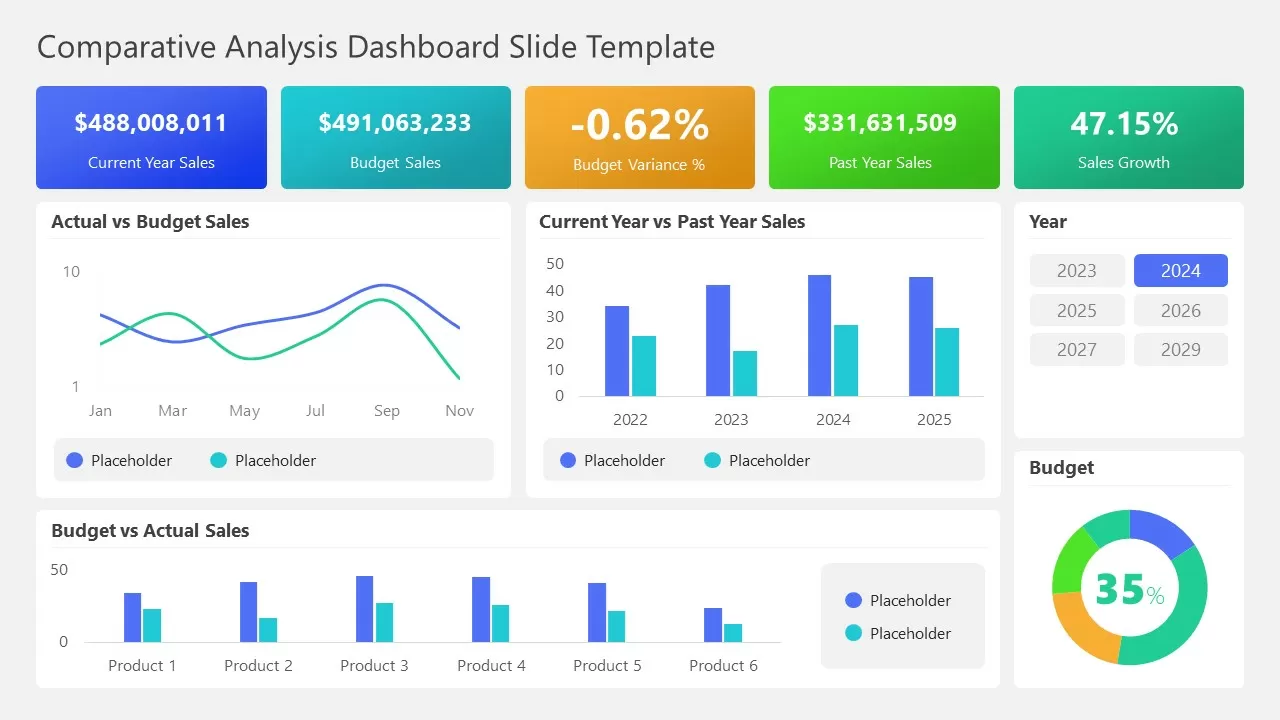 Comparative Analysis Dashboard Slide Template
$488,008,011
Current Year Sales
$491,063,233
Budget Sales
-0.62%
Budget Variance %
$331,631,509
Past Year Sales
47.15%
Sales Growth
Actual vs Budget Sales
10
1
Jan Mar May Jul Sep Nov
Placeholder Placeholder
Current Year vs Past Year Sales
50
40
30
20
10
0
2022 2023 2024 2025
Placeholder Placeholder
Year
2023 2024
2025 2026
2027 2029
Budget
35%
Budget vs Actual Sales
50
0
Product 1 Product 2 Product 3 Product 4 Product 5 Product 6
Placeholder
Placeholder